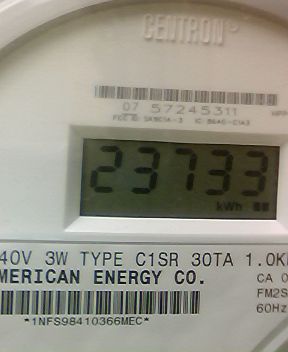 CENTRON
07 57245311
23733
kWh
40V 3W TYPE C1SR 30TA 1.0K
MERICAN ENERGY CO.
CA 0
FM2S
60Hz
*1NFS98410366MEC*